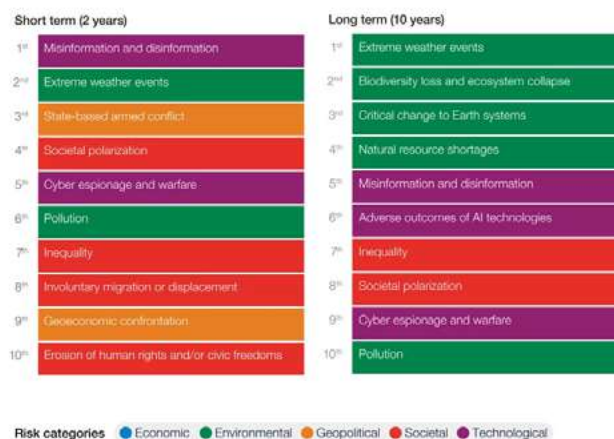 Short term (2 years)
1st Misinformation and disinformation
2nd Extreme weather events
3rd State-based armed conflict
4th Societal polarization
5th Cyber espionage and warfare
6th Pollution
7th Inequality
8th Involuntary migration or displacement
9th Geoeconomic confrontation
10th Erosion of human rights and/or civic freedoms
Long term (10 years)
1st Extreme weather events
2nd Biodiversity loss and ecosystem collapse
3rd Critical change to Earth systems
4th Natural resource shortages
5th Misinformation and disinformation
6th Adverse outcomes of AI technologies
7th Inequality
8th Societal polarization
9th Cyber espionage and warfare
10th Pollution
Risk categories Economic Environmental Geopolitical Societal Technological